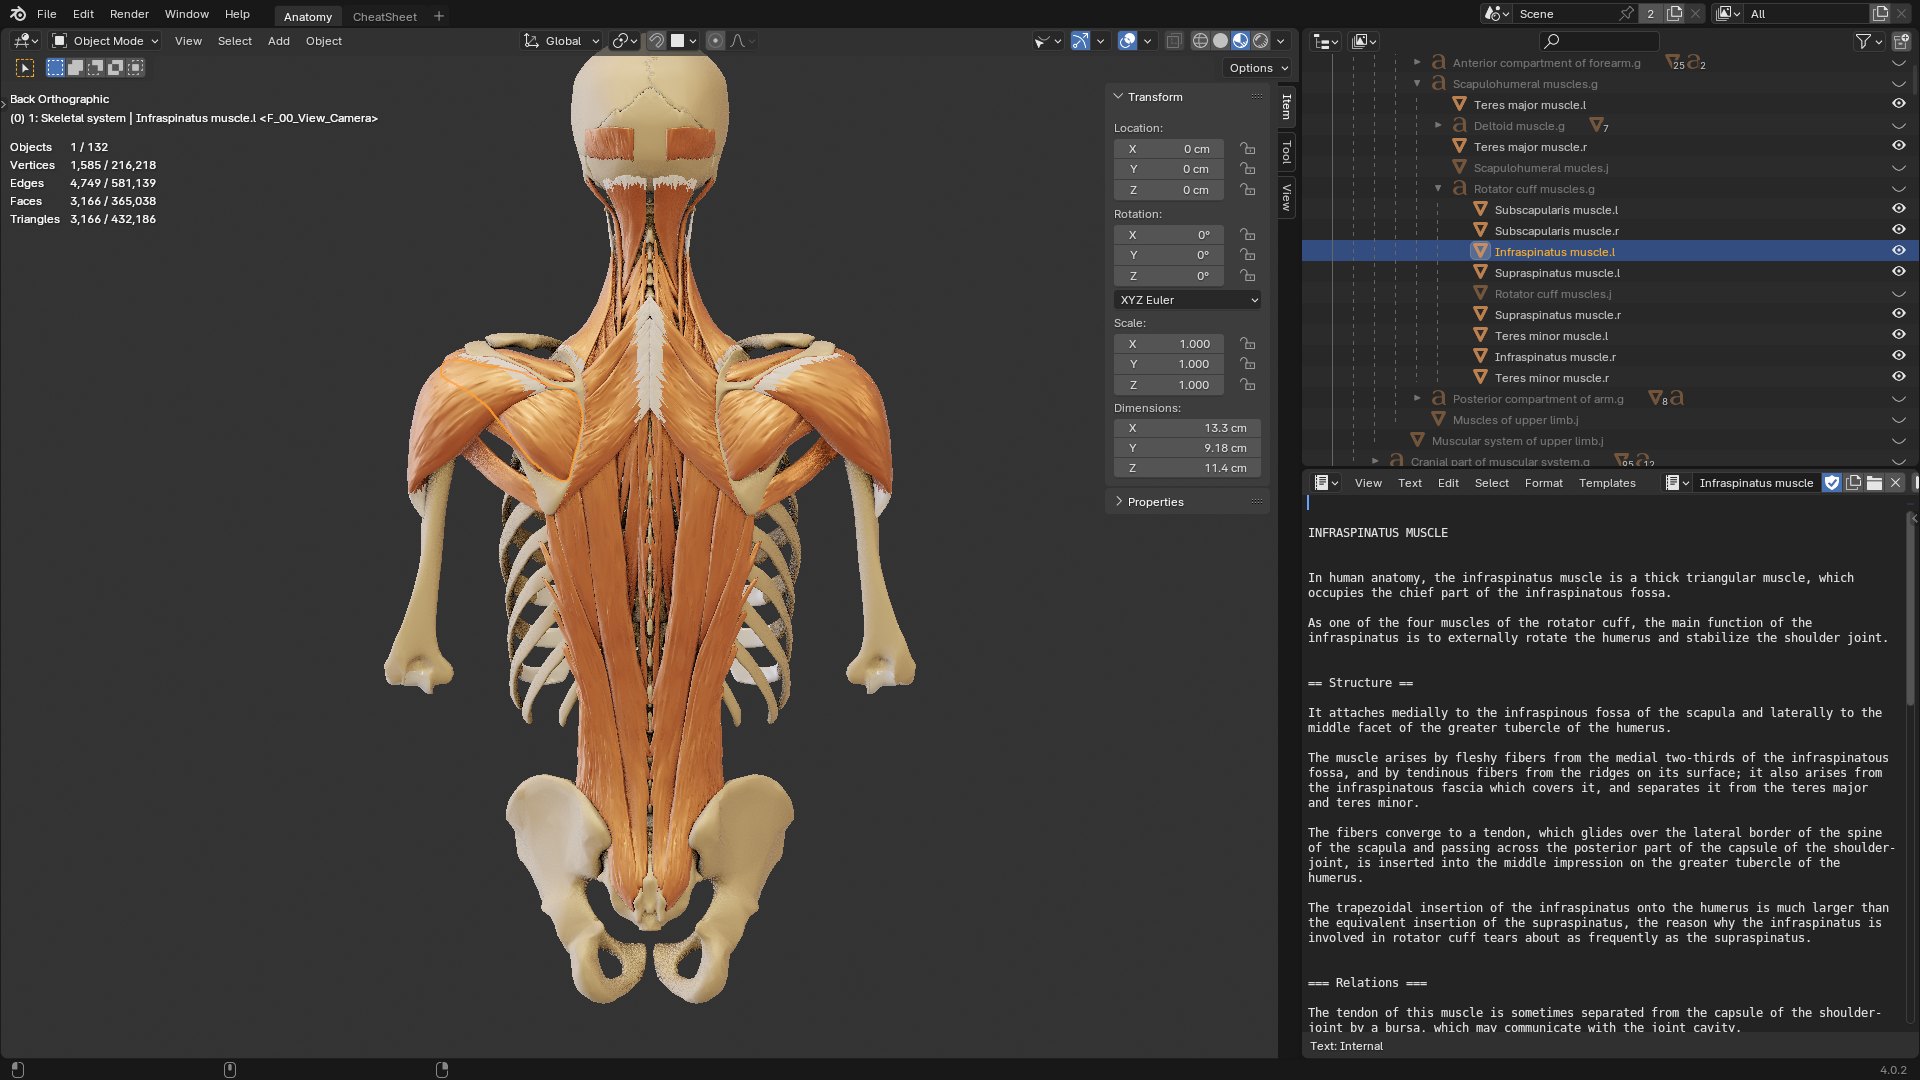 File Edit Render Window Help Anatomy CheatSheet + Scene 2 All
Object Mode View Select Add Object Global
Options
Back Orthographic
(0) 1: Skeletal system | Infraspinatus muscle.l <F_00_View_Camera>
Objects 1 / 132
Vertices 1,585 / 216,218
Edges 4,749 / 581,139
Faces 3,166 / 365,038
Triangles 3,166 / 432,186
Transform
Location:
X 0 cm
Y 0 cm
Z 0 cm
Rotation:
X 0°
Y 0°
Z 0°
XYZ Euler
Scale:
X 1.000
Y 1.000
Z 1.000
Dimensions:
X 13.3 cm
Y 9.18 cm
Z 11.4 cm
Properties
Item
Tool
View
Anterior compartment of forearm.g 25 2
Scapulohumeral muscles.g
Teres major muscle.l
Deltoid muscle.g 7
Teres major muscle.r
Scapulohumeral muscles.j
Rotator cuff muscles.g
Subscapularis muscle.l
Subscapularis muscle.r
Infraspinatus muscle.l
Supraspinatus muscle.l
Rotator cuff muscles.j
Supraspinatus muscle.r
Teres minor muscle.l
Infraspinatus muscle.r
Teres minor muscle.r
Posterior compartment of arm.g 8
Muscles of upper limb.j
Muscular system of upper limb.j
Cranial part of muscular system.g 95 12
View Text Edit Select Format Templates Infraspinatus muscle
INFRASPINATUS MUSCLE
In human anatomy, the infraspinatus muscle is a thick triangular muscle, which
occupies the chief part of the infraspinatous fossa.
As one of the four muscles of the rotator cuff, the main function of the
infraspinatus is to externally rotate the humerus and stabilize the shoulder joint.
== Structure ==
It attaches medially to the infraspinous fossa of the scapula and laterally to the
middle facet of the greater tubercle of the humerus.
The muscle arises by fleshy fibers from the medial two-thirds of the infraspinatous
fossa, and by tendinous fibers from the ridges on its surface; it also arises from
the infraspinatous fascia which covers it, and separates it from the teres major
and teres minor.
The fibers converge to a tendon, which glides over the lateral border of the spine
of the scapula and passing across the posterior part of the capsule of the shoulder-
joint, is inserted into the middle impression on the greater tubercle of the
humerus.
The trapezoidal insertion of the infraspinatus onto the humerus is much larger than
the equivalent insertion of the supraspinatus, the reason why the infraspinatus is
involved in rotator cuff tears about as frequently as the supraspinatus.
=== Relations ===
The tendon of this muscle is sometimes separated from the capsule of the shoulder-
joint by a bursa, which may communicate with the joint cavity.
Text: Internal
4.0.2